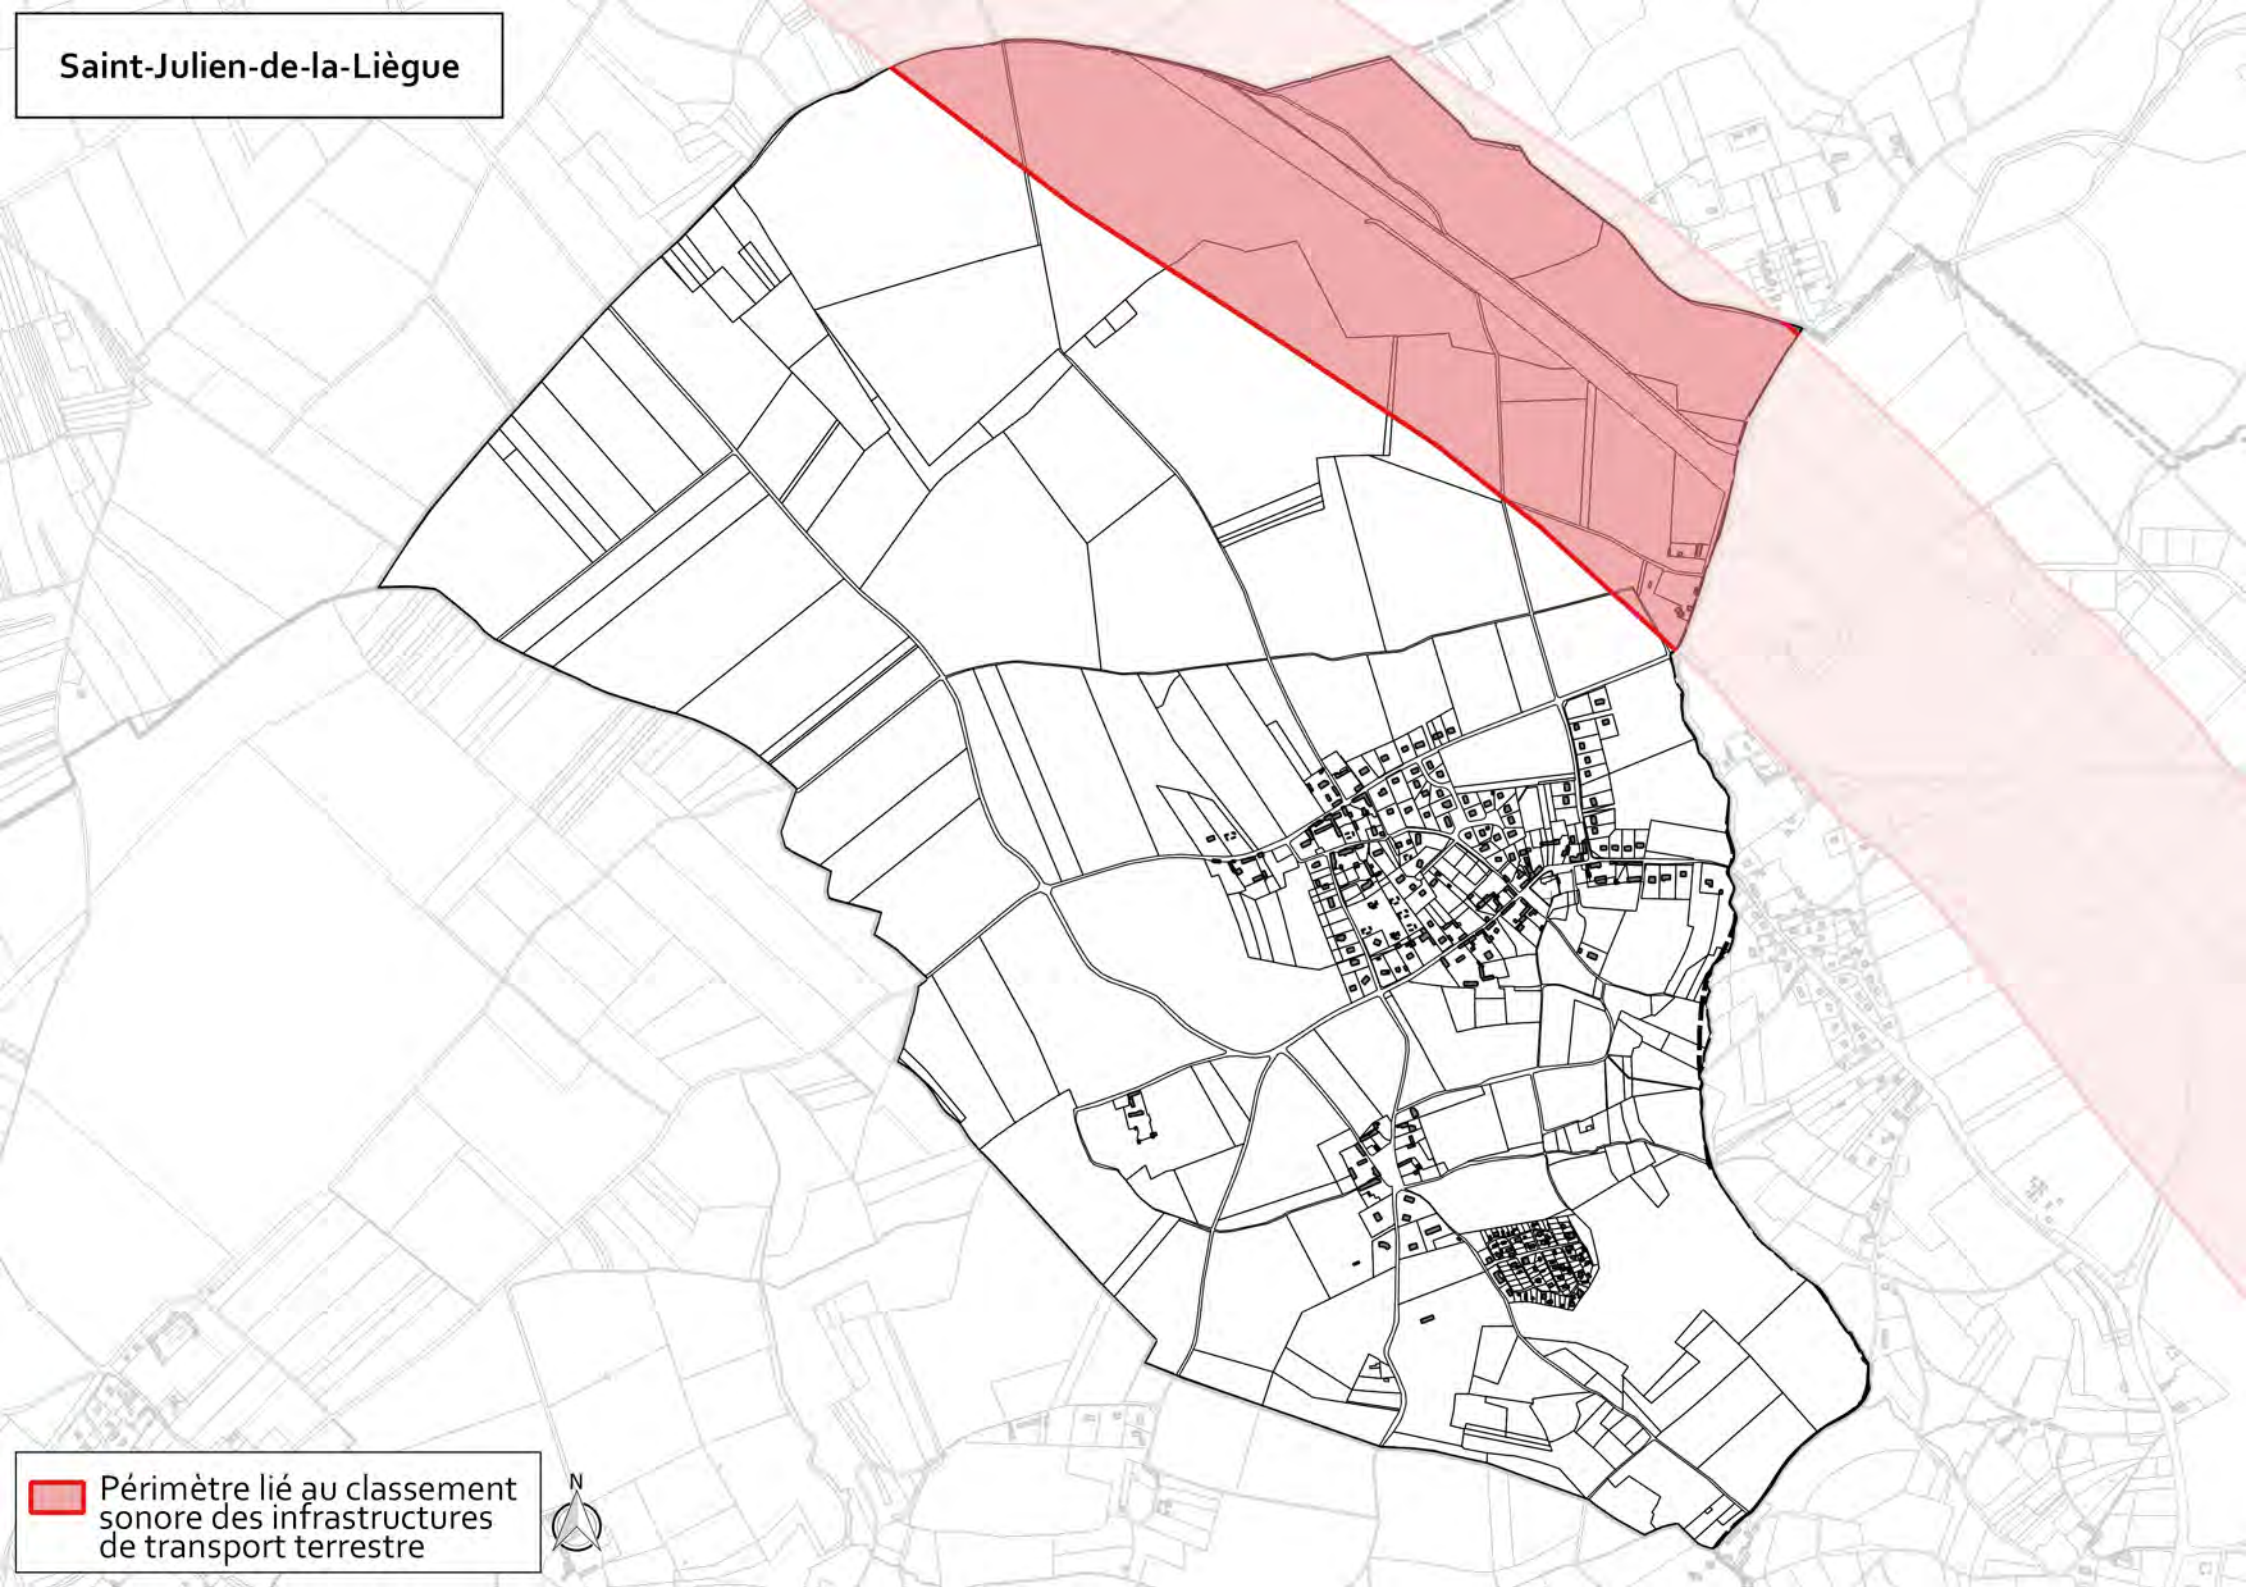 Saint-Julien-de-la-Liègue
Périmètre lié au classement
sonore des infrastructures
de transport terrestre
N